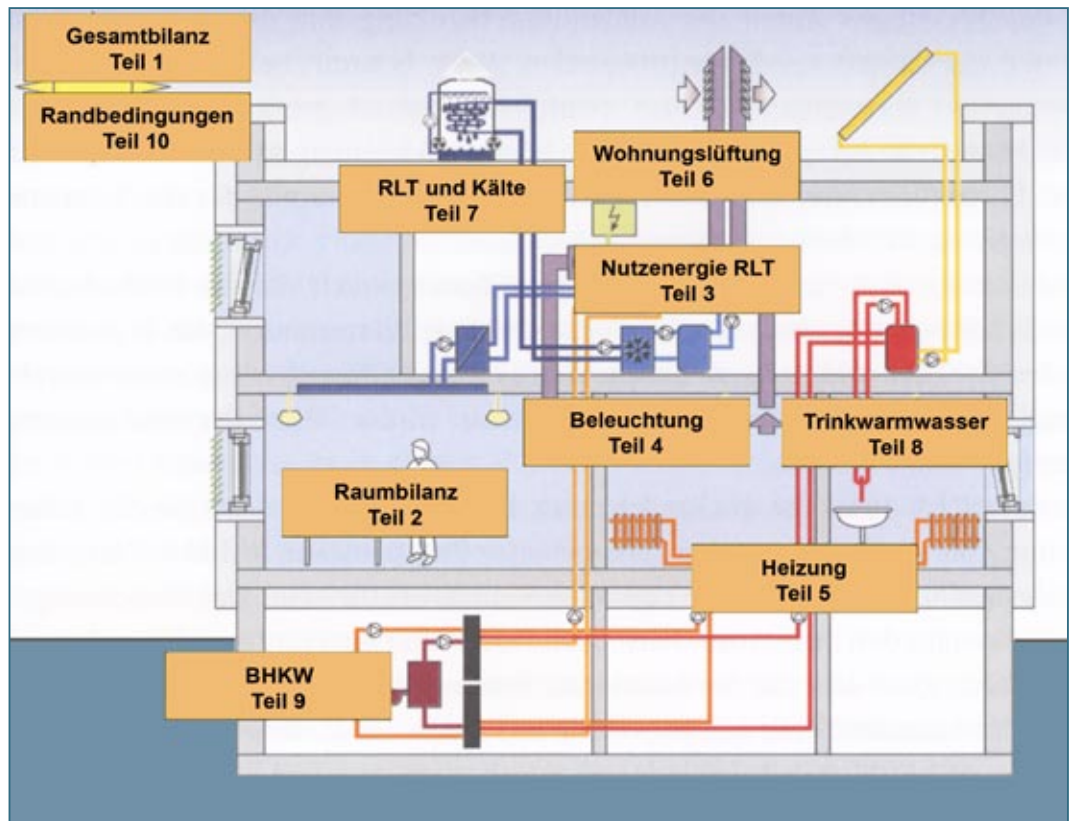 Gesamtbilanz
Teil 1
Randbedingungen
Teil 10
RLT und Kälte
Teil 7
Wohnungslüftung
Teil 6
Nutzenergie RLT
Teil 3
Beleuchtung
Teil 4
Trinkwarmwasser
Teil 8
Raumbilanz
Teil 2
Heizung
Teil 5
BHKW
Teil 9